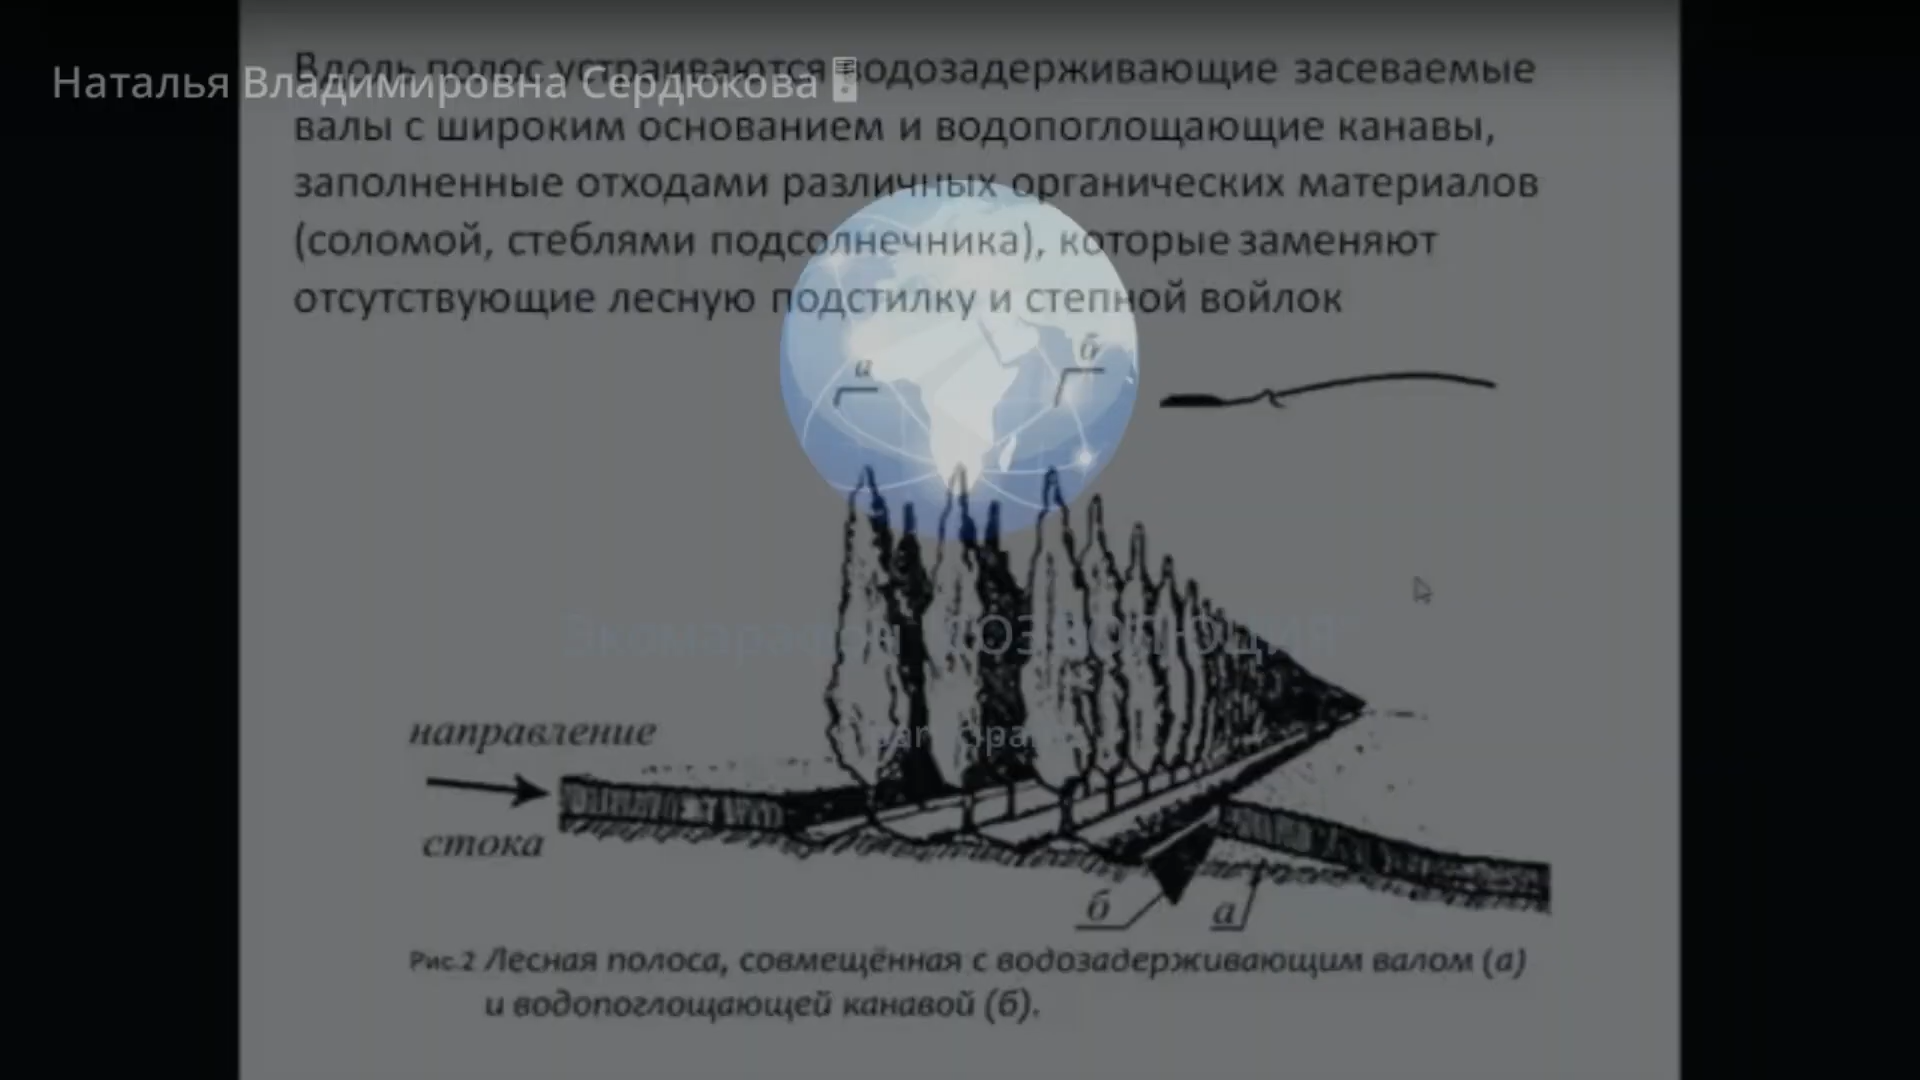 Наталья Владимировна Сердюкова
Вдоль полос устраиваются водозадерживающие засеваемые
валы с широким основанием и водопоглощающие канавы,
заполненные отходами различных органических материалов
(соломой, стеблями подсолнечника), которые заменяют
отсутствующие лесную подстилку и степной войлок
а
б
направление
стока
б
а
Рис.2 Лесная полоса, совмещённая с водозадерживающим валом (а)
и водопоглощающей канавой (б).